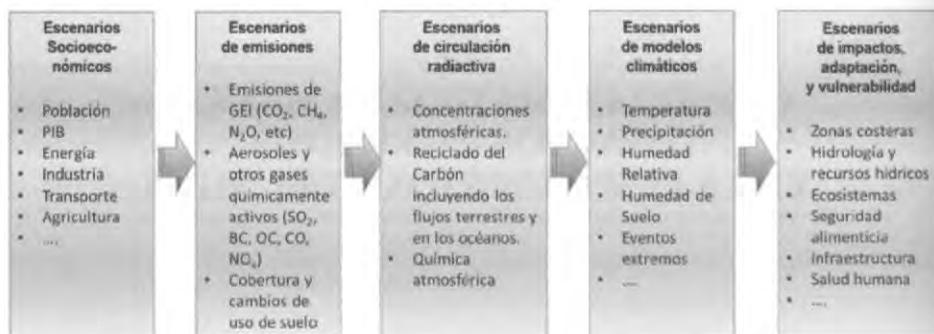 Escenarios
Socioeco-
nómicos
• Población
• PIB
• Energía
• Industria
• Transporte
• Agricultura
• ....
Escenarios
de emisiones
• Emisiones de
GEI (CO₂, CH₄,
N₂O, etc)
• Aerosoles y
otros gases
quimicamente
activos (SO₂,
BC, OC, CO,
NOₓ)
• Cobertura y
cambios de
uso de suelo
Escenarios
de circulación
radiactiva
• Concentraciones
atmosféricas.
• Reciclado del
Carbón
incluyendo los
flujos terrestres y
en los océanos.
• Química
atmosférica
Escenarios
de modelos
climáticos
• Temperatura
• Precipitación
• Humedad
Relativa
• Humedad de
Suelo
• Eventos
extremos
• ....
Escenarios
de impactos,
adaptación,
y vulnerabilidad
• Zonas costeras
• Hidrología y
recursos hídricos
• Ecosistemas
• Seguridad
alimenticia
• Infraestructura
• Salud humana
• ....